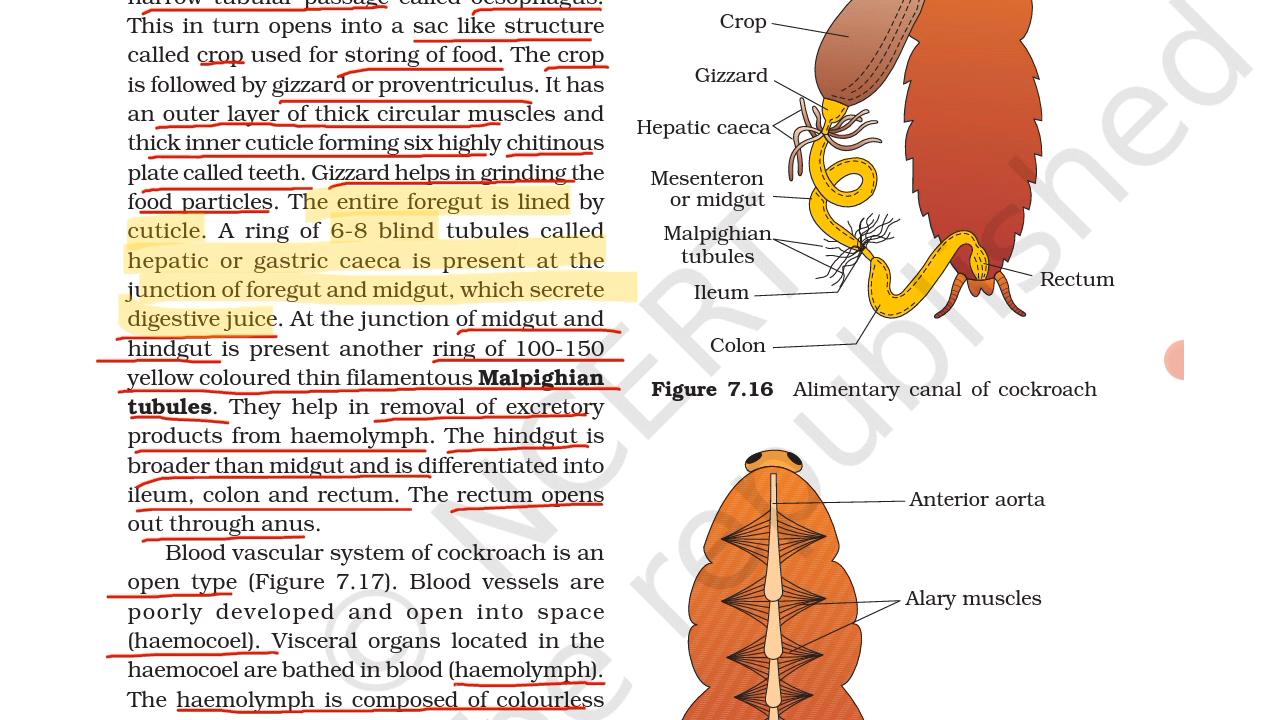 narrow tubular passage called oesophagus.
This in turn opens into a sac like structure
called crop used for storing of food. The crop
is followed by gizzard or proventriculus. It has
an outer layer of thick circular muscles and
thick inner cuticle forming six highly chitinous
plate called teeth. Gizzard helps in grinding the
food particles. The entire foregut is lined by
cuticle. A ring of 6-8 blind tubules called
hepatic or gastric caeca is present at the
junction of foregut and midgut, which secrete
digestive juice. At the junction of midgut and
hindgut is present another ring of 100-150
yellow coloured thin filamentous Malpighian
tubules. They help in removal of excretory
products from haemolymph. The hindgut is
broader than midgut and is differentiated into
ileum, colon and rectum. The rectum opens
out through anus.
Blood vascular system of cockroach is an
open type (Figure 7.17). Blood vessels are
poorly developed and open into space
(haemocoel). Visceral organs located in the
haemocoel are bathed in blood (haemolymph).
The haemolymph is composed of colourless
Crop
Gizzard
Hepatic caeca
Mesenteron
or midgut
Malpighian
tubules
Ileum
Colon
Rectum
Figure 7.16 Alimentary canal of cockroach
Anterior aorta
Alary muscles
© NCERT
be republished